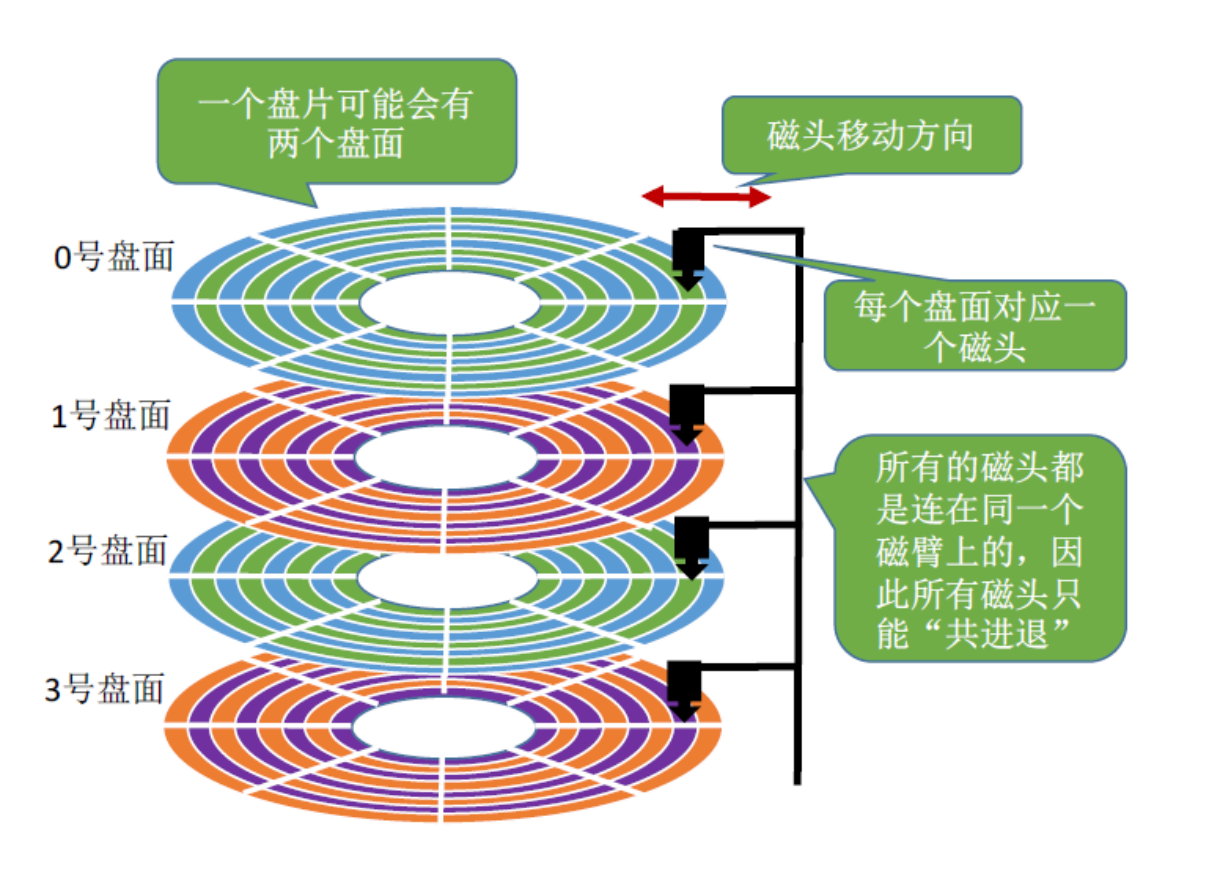 一个盘片可能会有
两个盘面
磁头移动方向
0号盘面
每个盘面对应一
个磁头
1号盘面
所有的磁头都
是连在同一个
磁臂上的，因
此所有磁头只
能“共进退”
2号盘面
3号盘面